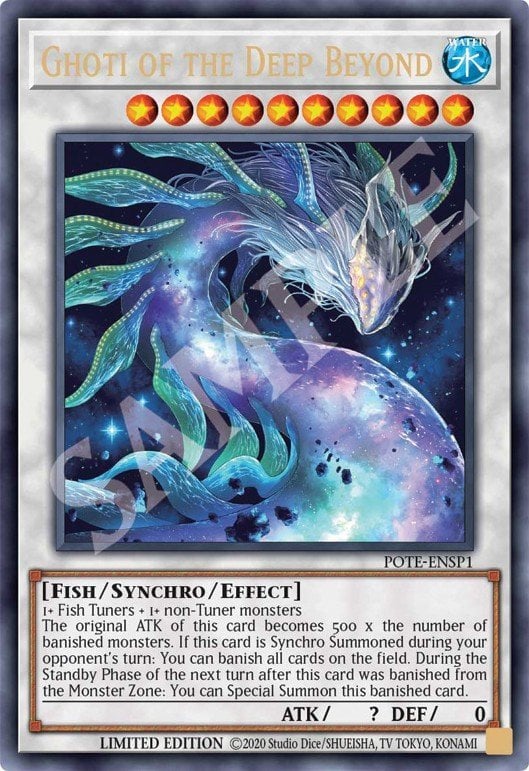 GHOTI OF THE DEEP BEYOND
WATER
水
SAMPLE
POTE-ENSP1
[FISH/SYNCHRO/EFFECT]
1+ Fish Tuners + 1+ non-Tuner monsters
The original ATK of this card becomes 500 x the number of
banished monsters. If this card is Synchro Summoned during your
opponent's turn: You can banish all cards on the field. During the
Standby Phase of the next turn after this card was banished from
the Monster Zone: You can Special Summon this banished card.
ATK/ ? DEF/ 0
LIMITED EDITION ©2020 Studio Dice/SHUEISHA, TV TOKYO, KONAMI